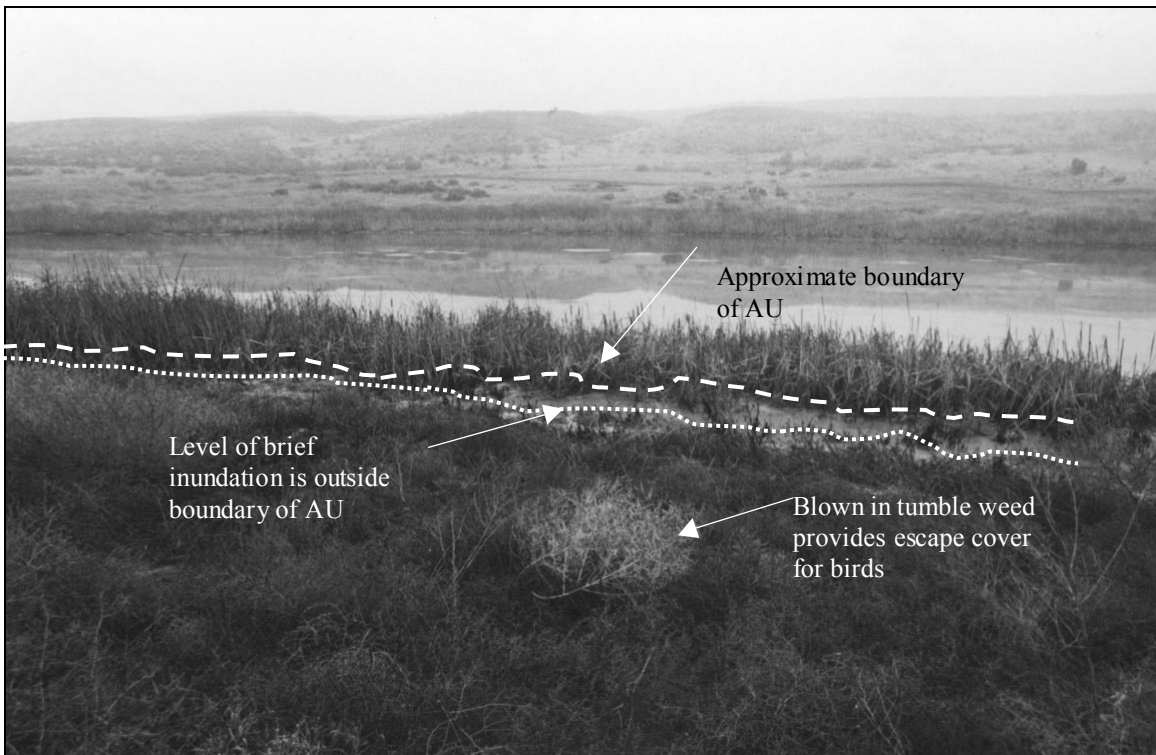 Approximate boundary
of AU
Level of brief
inundation is outside
boundary of AU
Blown in tumble weed
provides escape cover
for birds